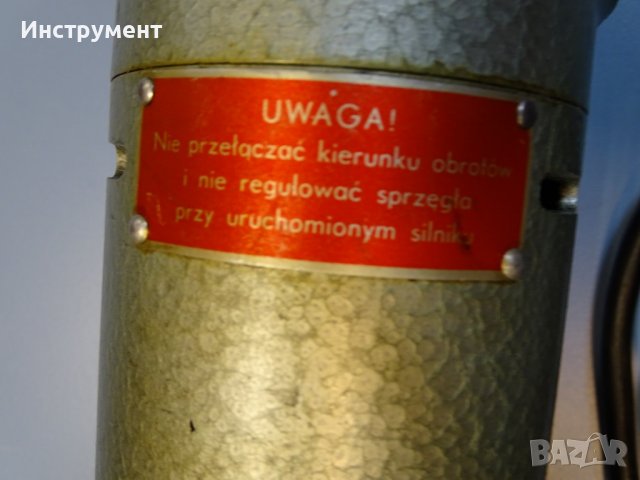 Инструмент
UWAGA!
Nie przełączać kierunku obrotów
i nie regulować sprzęgła
przy uruchomionym silniku
BAZAR